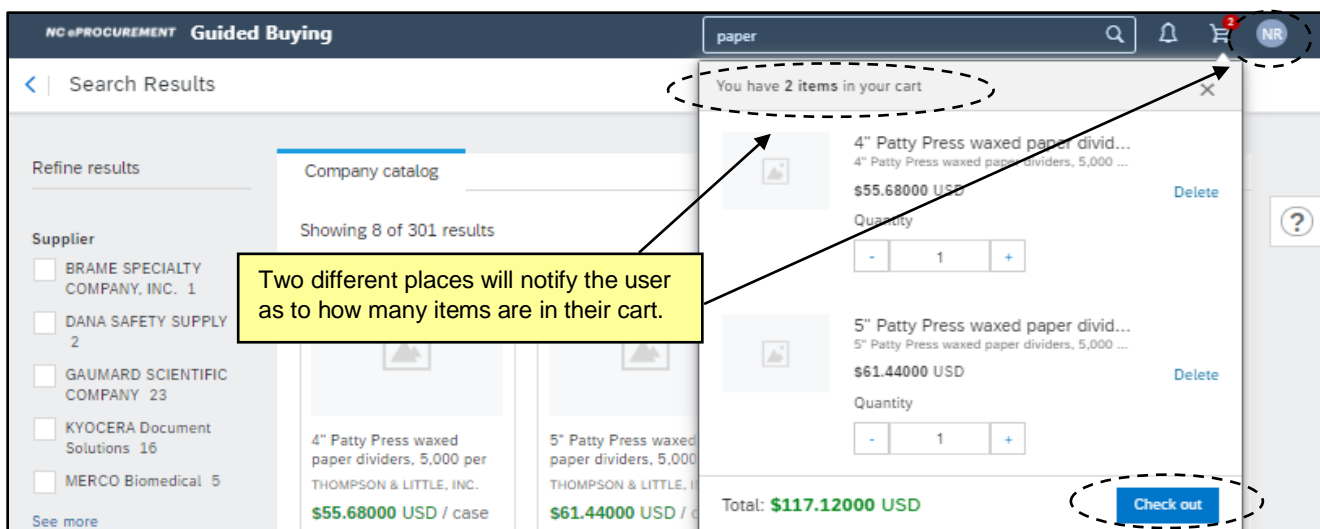 NC ePROCUREMENT Guided Buying
paper
2
NR
Search Results
You have 2 items in your cart
Refine results
Supplier
BRAME SPECIALTY
COMPANY, INC. 1
DANA SAFETY SUPPLY
2
GAUMARD SCIENTIFIC
COMPANY 23
KYOCERA Document
Solutions 16
MERCO Biomedical 5
See more
Company catalog
Showing 8 of 301 results
Two different places will notify the user
as to how many items are in their cart.
4" Patty Press waxed
paper dividers, 5,000 per
THOMPSON & LITTLE, INC.
$55.68000 USD / case
5" Patty Press waxed
paper dividers, 5,000
THOMPSON & LITTLE,
$61.44000 USD /
4" Patty Press waxed paper divid...
4" Patty Press waxed paper dividers, 5,000 ...
$55.68000 USD
Delete
Quantity
- 1 +
5" Patty Press waxed paper divid...
5" Patty Press waxed paper dividers, 5,000 ...
$61.44000 USD
Delete
Quantity
- 1 +
Total: $117.12000 USD
Check out
?